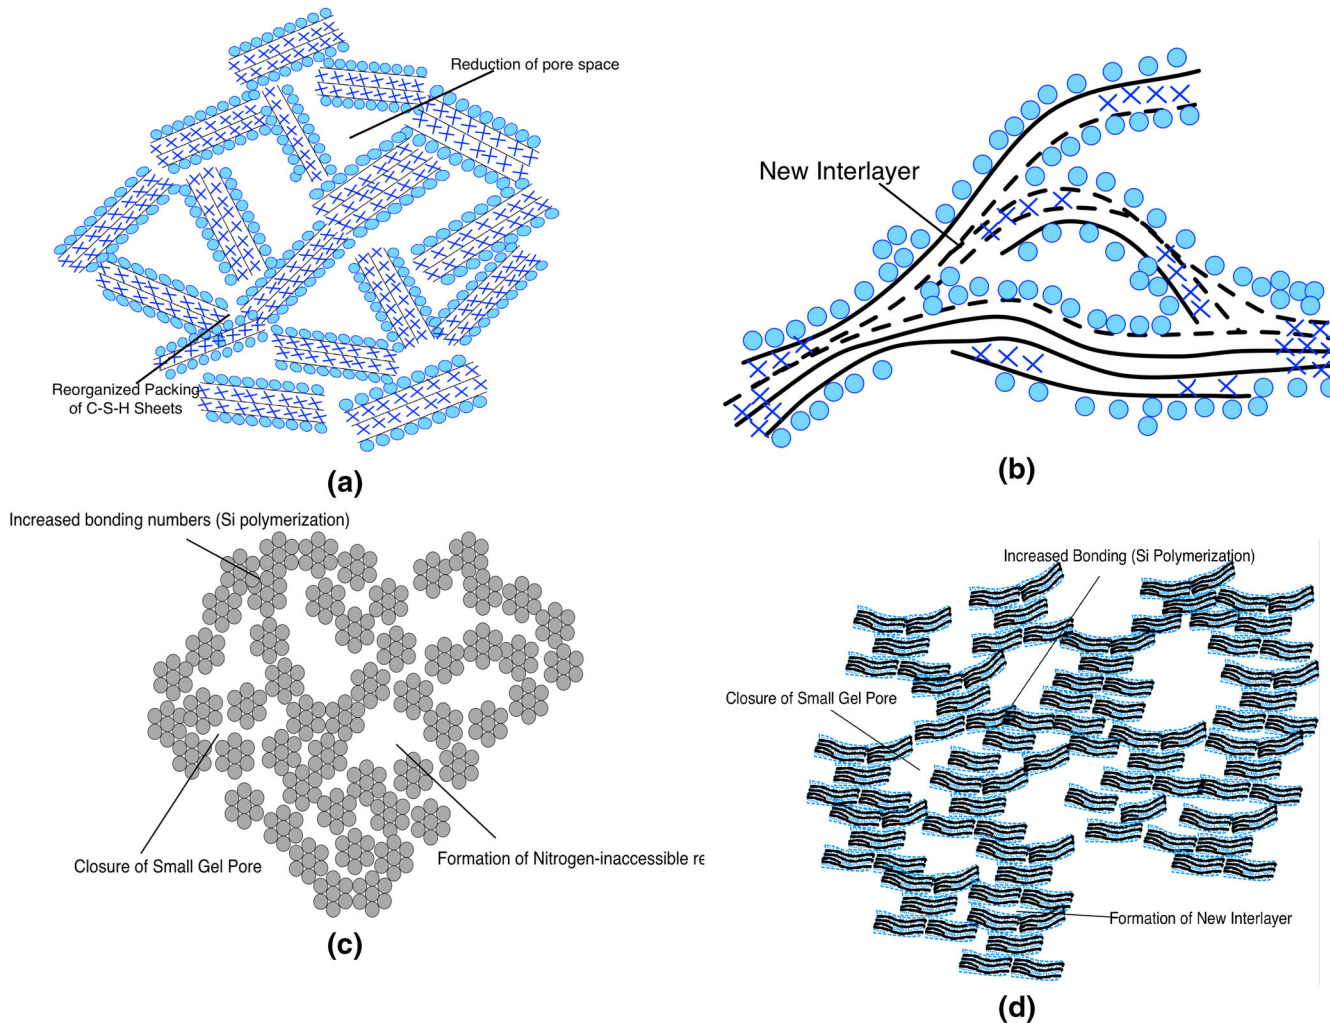 Reduction of pore space
Reorganized Packing
of C-S-H Sheets
(a)
New Interlayer
(b)
Increased bonding numbers (Si polymerization)
Closure of Small Gel Pore
Formation of Nitrogen-inaccessible re
(c)
Increased Bonding (Si Polymerization)
Closure of Small Gel Pore
Formation of New Interlayer
(d)